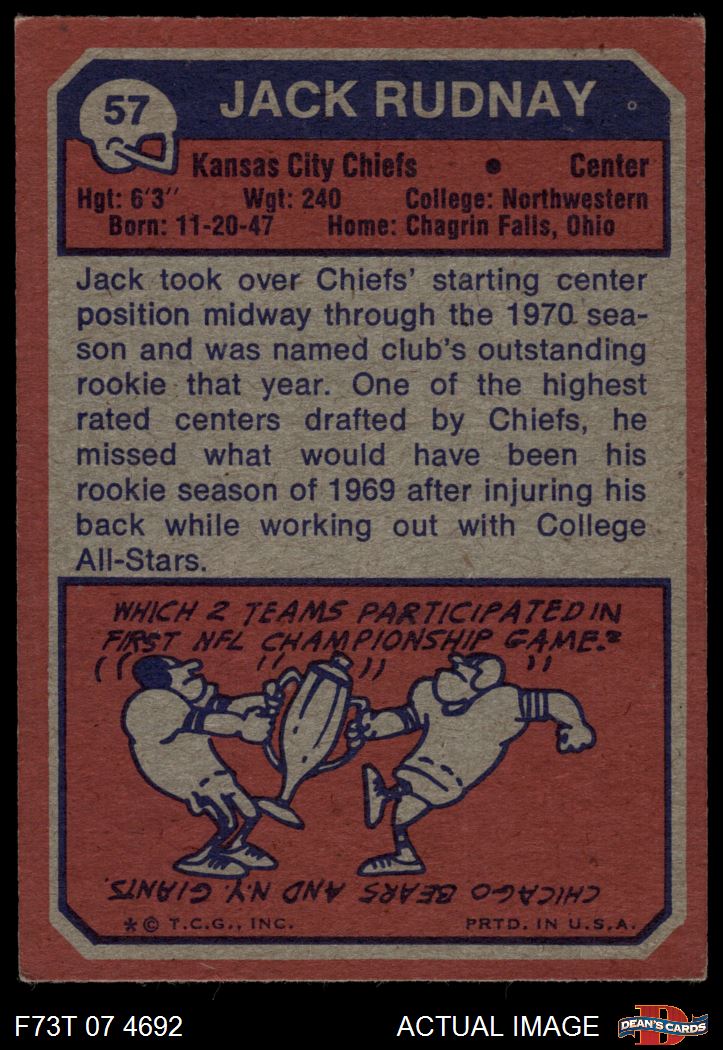 57
JACK RUDNAY
Kansas City Chiefs • Center
Hgt: 6'3" Wgt: 240 College: Northwestern
Born: 11-20-47 Home: Chagrin Falls, Ohio
Jack took over Chiefs' starting center
position midway through the 1970 sea-
son and was named club's outstanding
rookie that year. One of the highest
rated centers drafted by Chiefs, he
missed what would have been his
rookie season of 1969 after injuring his
back while working out with College
All-Stars.
WHICH 2 TEAMS PARTICIPATED IN
FIRST NFL CHAMPIONSHIP GAME?
CHICAGO BEARS AND N.Y. GIANTS.
*© T.C.G., INC. PRTD. IN U.S.A.
F73T 07 4692 ACTUAL IMAGE D DEAN'S CARDS